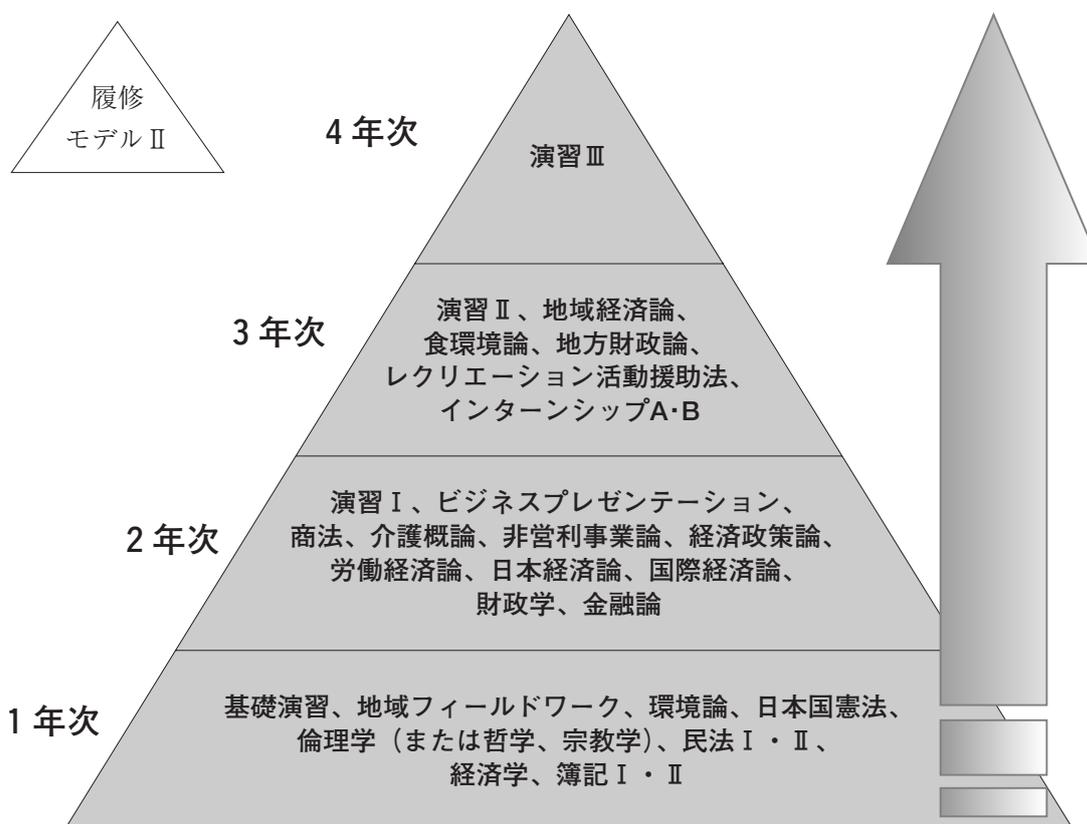 履修
モデルⅡ
4年次
演習Ⅲ
3年次
演習Ⅱ、地域経済論、
食環境論、地方財政論、
レクリエーション活動援助法、
インターンシップA・B
2年次
演習Ⅰ、ビジネスプレゼンテーション、
商法、介護概論、非営利事業論、経済政策論、
労働経済論、日本経済論、国際経済論、
財政学、金融論
1年次
基礎演習、地域フィールドワーク、環境論、日本国憲法、
倫理学（または哲学、宗教学）、民法Ⅰ・Ⅱ、
経済学、簿記Ⅰ・Ⅱ